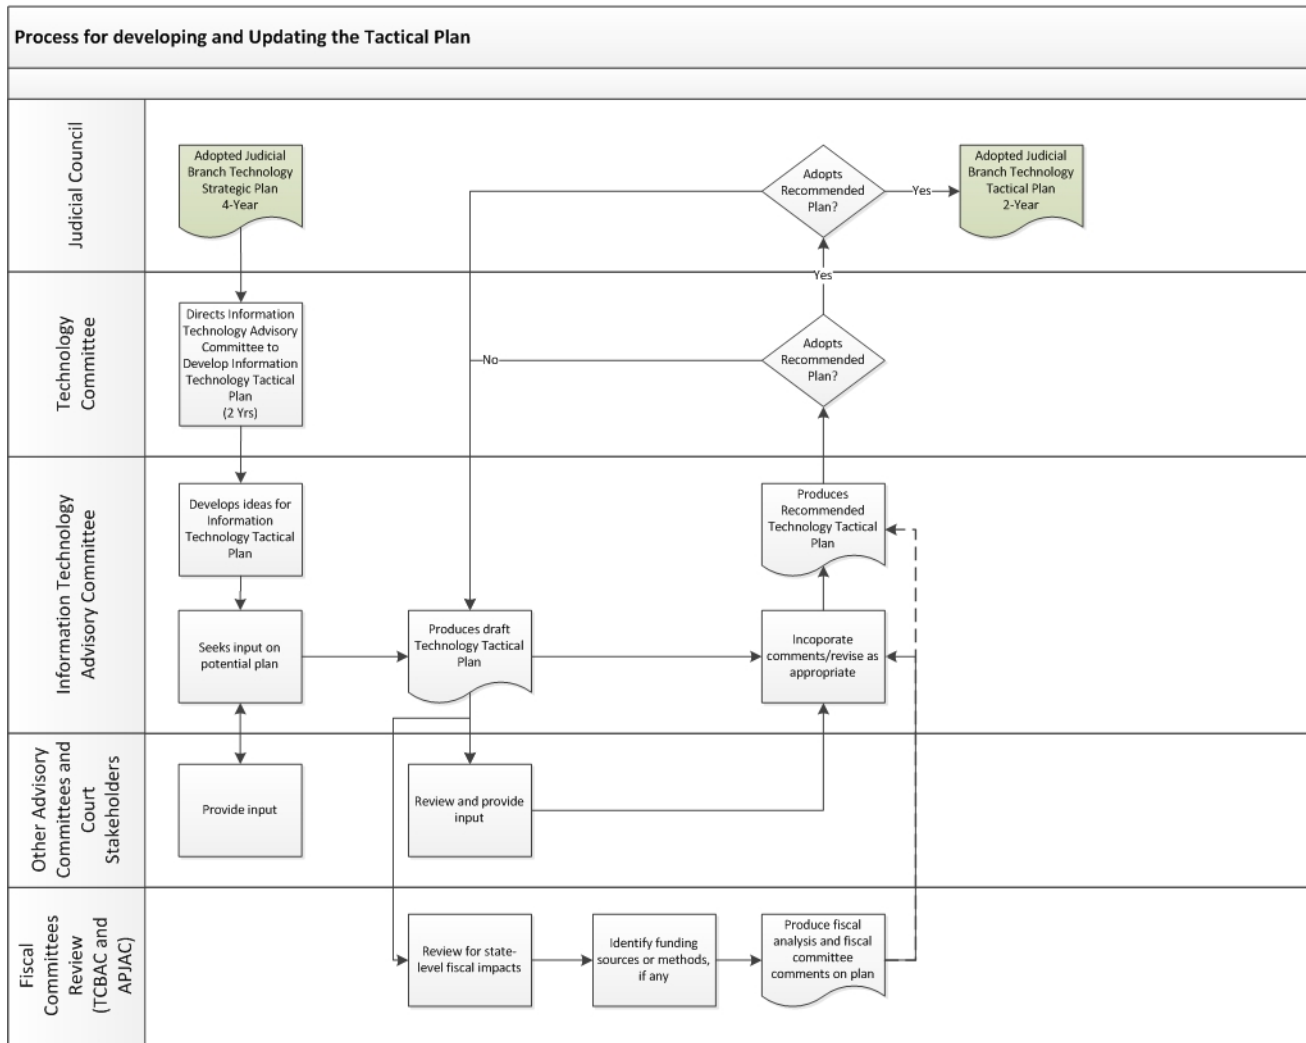 Process for developing and Updating the Tactical Plan
Judicial Council
Adopted Judicial
Branch Technology
Strategic Plan
4-Year
Adopts
Recommended
Plan?
Yes
Adopted Judicial
Branch Technology
Tactical Plan
2-Year
Yes
Technology
Committee
Directs Information
Technology Advisory
Committee to
Develop Information
Technology Tactical
Plan
(2 Yrs)
No
Adopts
Recommended
Plan?
Information Technology
Advisory Committee
Develops ideas for
Information
Technology Tactical
Plan
Produces
Recommended
Technology Tactical
Plan
Seeks input on
potential plan
Produces draft
Technology Tactical
Plan
Incoporate
comments/revise as
appropriate
Other Advisory
Committees and
Court
Stakeholders
Provide input
Review and provide
input
Fiscal
Committees
Review
(TCBAC and
APJAC)
Review for state-
level fiscal impacts
Identify funding
sources or methods,
if any
Produce fiscal
analysis and fiscal
committee
comments on plan